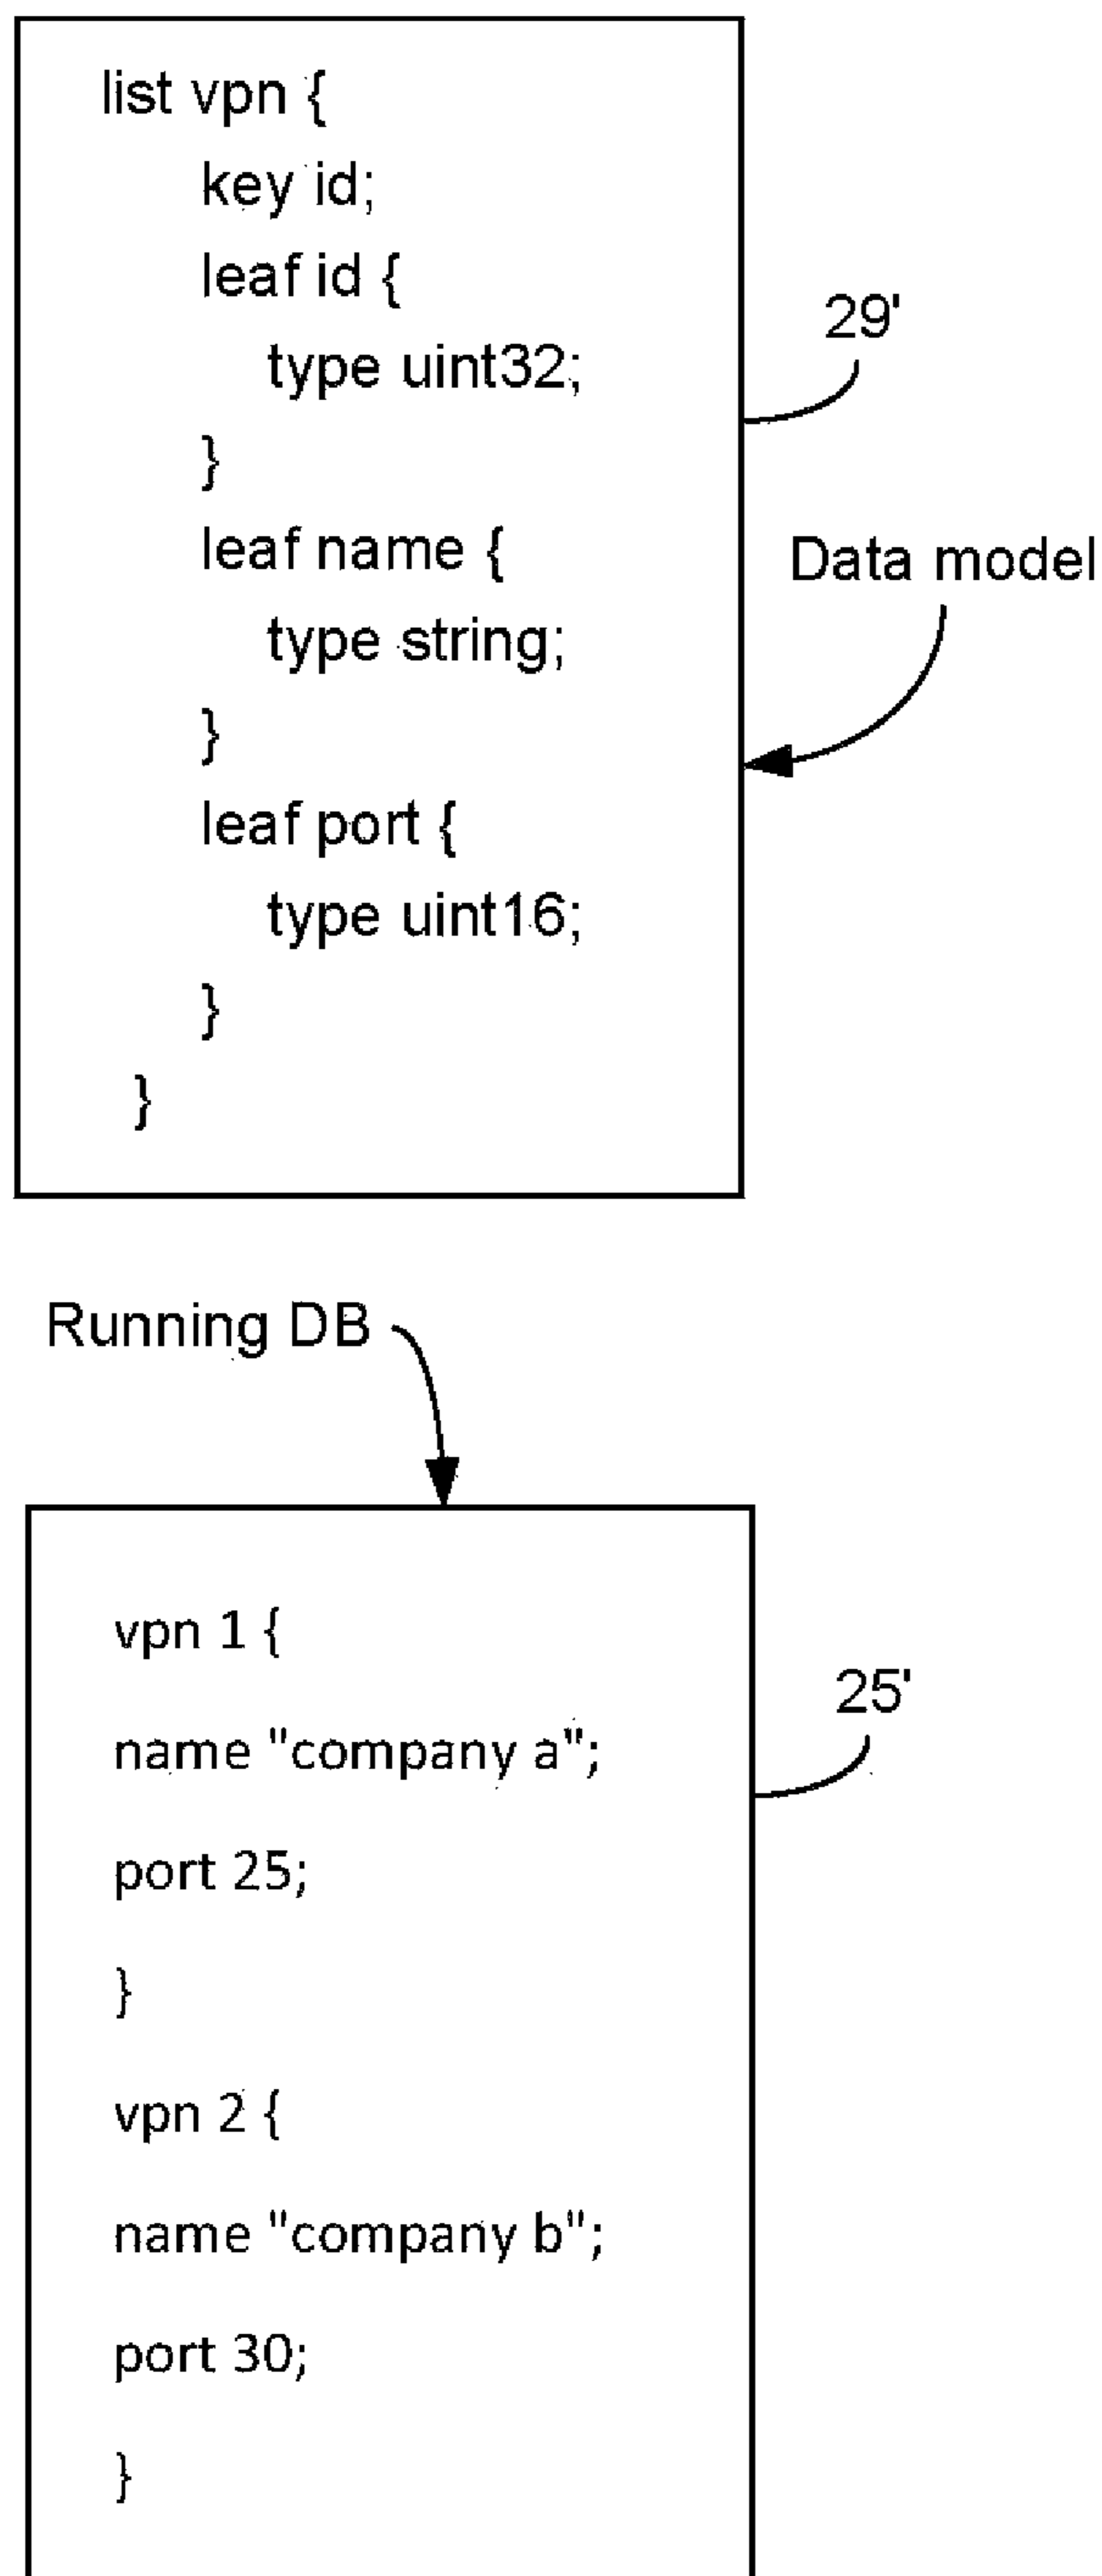 list vpn {
key id;
leaf id {
type uint32;
}
leaf name {
type string;
}
leaf port {
type uint16;
}
}
29'
Data model
Running DB
vpn 1 {
name "company a";
port 25;
}
vpn 2 {
name "company b";
port 30;
}
25'